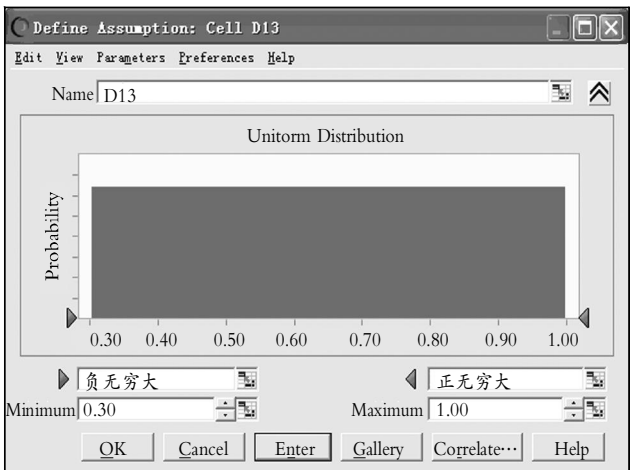 Define Assumption: Cell D13
Edit View Parameters Preferences Help
Name D13
Unitorm Distribution
Probability
0.30 0.40 0.50 0.60 0.70 0.80 0.90 1.00
负无穷大 正无穷大
Minimum 0.30 Maximum 1.00
OK Cancel Enter Gallery Correlate… Help